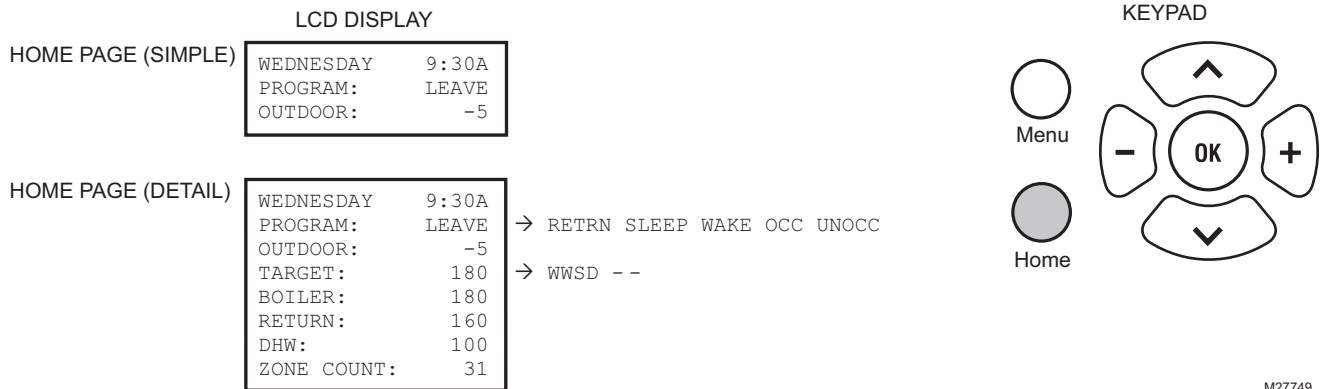 LCD DISPLAY
KEYPAD
HOME PAGE (SIMPLE)
WEDNESDAY 9:30A
PROGRAM: LEAVE
OUTDOOR: -5
Menu
- OK +
Home
HOME PAGE (DETAIL)
WEDNESDAY 9:30A
PROGRAM: LEAVE → RETRN SLEEP WAKE OCC UNOCC
OUTDOOR: -5
TARGET: 180 → WWSD --
BOILER: 180
RETURN: 160
DHW: 100
ZONE COUNT: 31
M27749